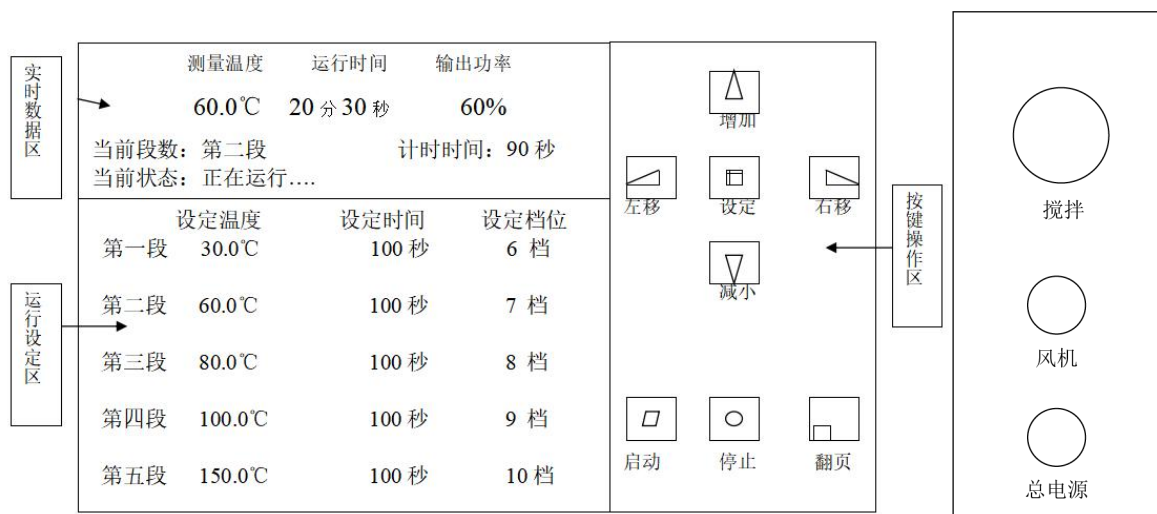 实时数据区
测量温度 运行时间 输出功率
60.0℃ 20分30秒 60%
当前段数：第二段 计时时间：90秒
当前状态：正在运行….
运行设定区
设定温度 设定时间 设定档位
第一段 30.0℃ 100秒 6 档
第二段 60.0℃ 100秒 7 档
第三段 80.0℃ 100秒 8 档
第四段 100.0℃ 100秒 9 档
第五段 150.0℃ 100秒 10档
增加
左移 设定 右移
减小
启动 停止 翻页
按键操作区
搅拌
风机
总电源